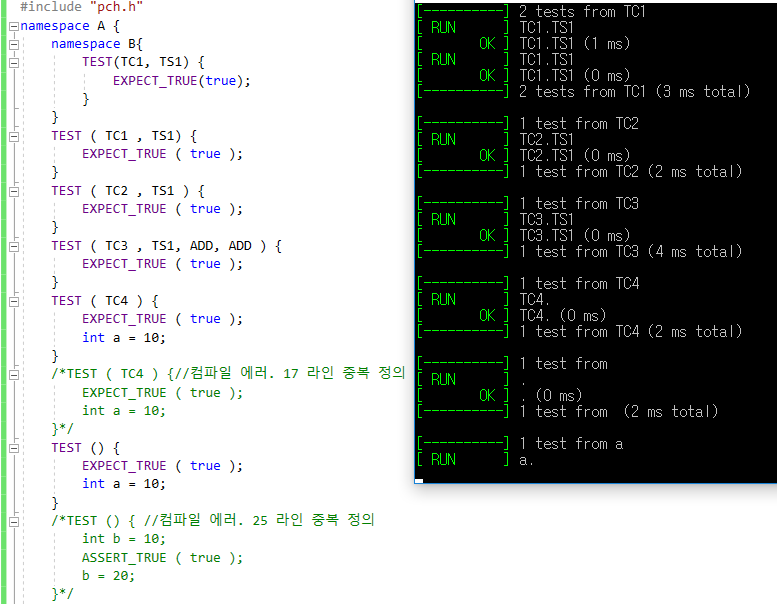 #include "pch.h"
namespace A {
namespace B{
TEST(TC1, TS1) {
EXPECT_TRUE(true);
}
}
TEST ( TC1 , TS1) {
EXPECT_TRUE ( true );
}
TEST ( TC2 , TS1 ) {
EXPECT_TRUE ( true );
}
TEST ( TC3 , TS1, ADD, ADD ) {
EXPECT_TRUE ( true );
}
TEST ( TC4 ) {
EXPECT_TRUE ( true );
int a = 10;
}
/*TEST ( TC4 ) {//컴파일 에러. 17 라인 중복 정의
EXPECT_TRUE ( true );
int a = 10;
}*/
TEST () {
EXPECT_TRUE ( true );
int a = 10;
}
/*TEST () { //컴파일 에러. 25 라인 중복 정의
int b = 10;
ASSERT_TRUE ( true );
b = 20;
}*/
[----------] 2 tests from TC1
[ RUN      ] TC1.TS1
[       OK ] TC1.TS1 (1 ms)
[ RUN      ] TC1.TS1
[       OK ] TC1.TS1 (0 ms)
[----------] 2 tests from TC1 (3 ms total)
[----------] 1 test from TC2
[ RUN      ] TC2.TS1
[       OK ] TC2.TS1 (0 ms)
[----------] 1 test from TC2 (2 ms total)
[----------] 1 test from TC3
[ RUN      ] TC3.TS1
[       OK ] TC3.TS1 (0 ms)
[----------] 1 test from TC3 (4 ms total)
[----------] 1 test from TC4
[ RUN      ] TC4.
[       OK ] TC4. (0 ms)
[----------] 1 test from TC4 (2 ms total)
[----------] 1 test from
[ RUN      ] .
[       OK ] . (0 ms)
[----------] 1 test from  (2 ms total)
[----------] 1 test from a
[ RUN      ] a.